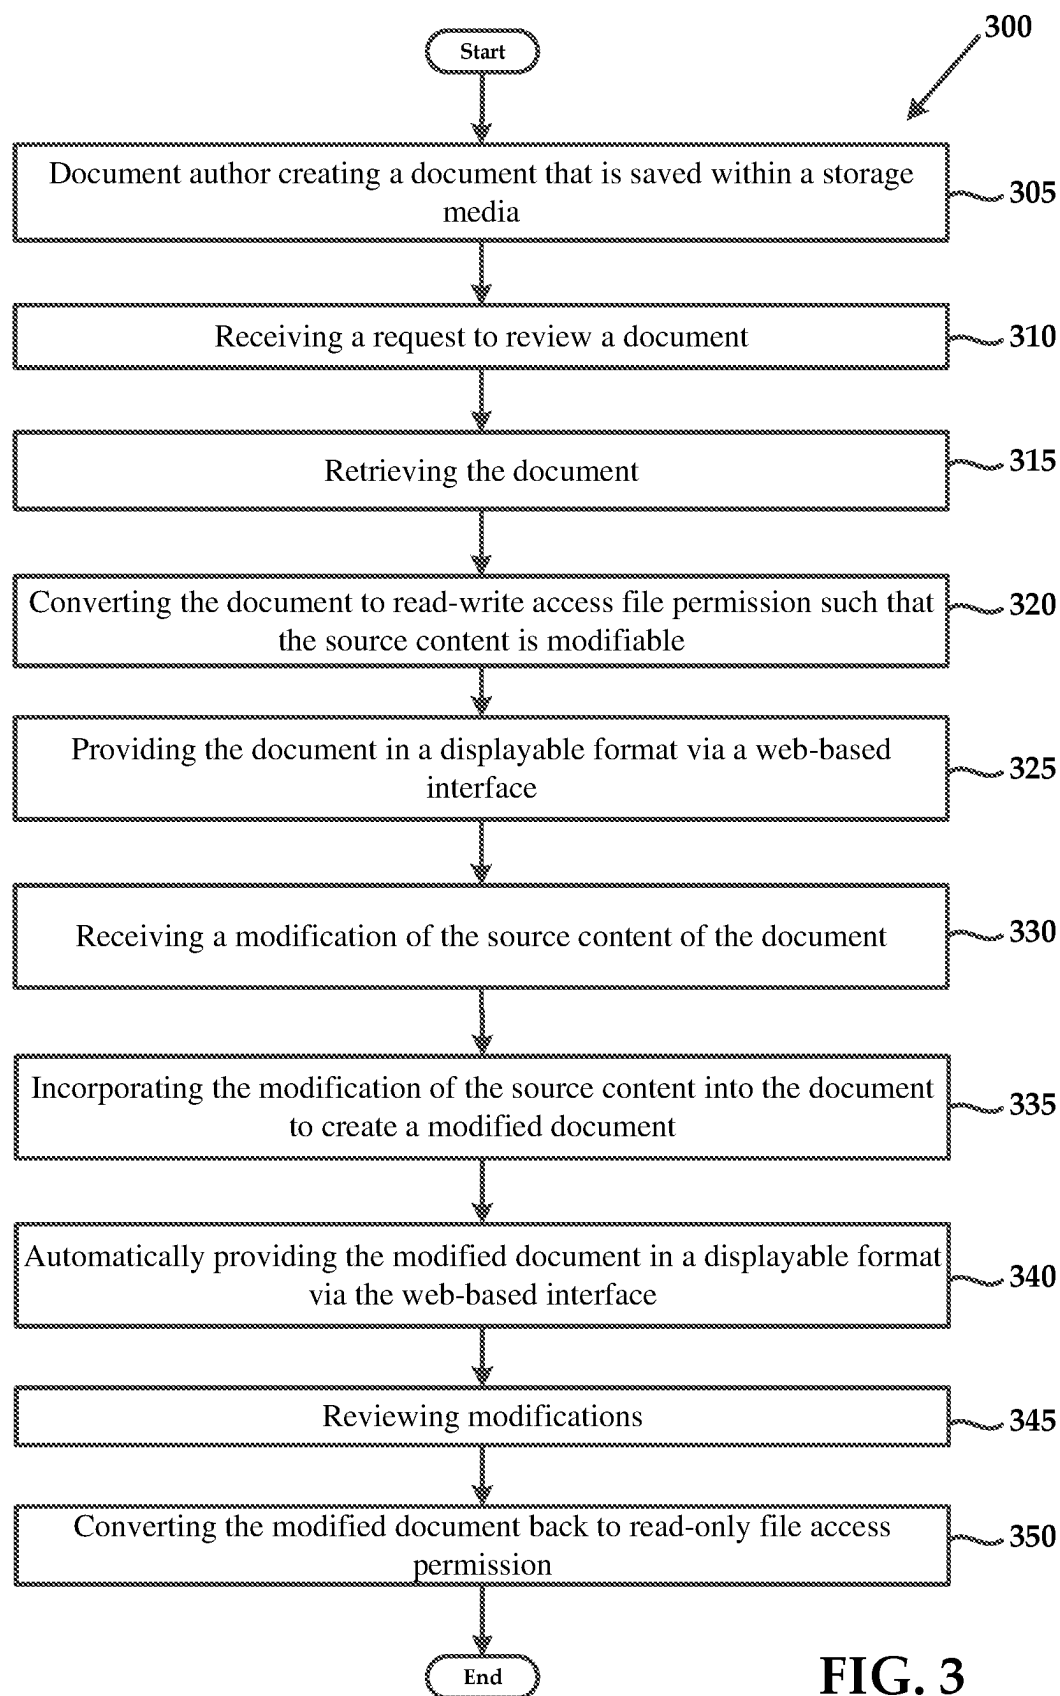 300
Start
Document author creating a document that is saved within a storage
media
305
Receiving a request to review a document
310
Retrieving the document
315
Converting the document to read-write access file permission such that
the source content is modifiable
320
Providing the document in a displayable format via a web-based
interface
325
Receiving a modification of the source content of the document
330
Incorporating the modification of the source content into the document
to create a modified document
335
Automatically providing the modified document in a displayable format
via the web-based interface
340
Reviewing modifications
345
Converting the modified document back to read-only file access
permission
350
End
FIG. 3